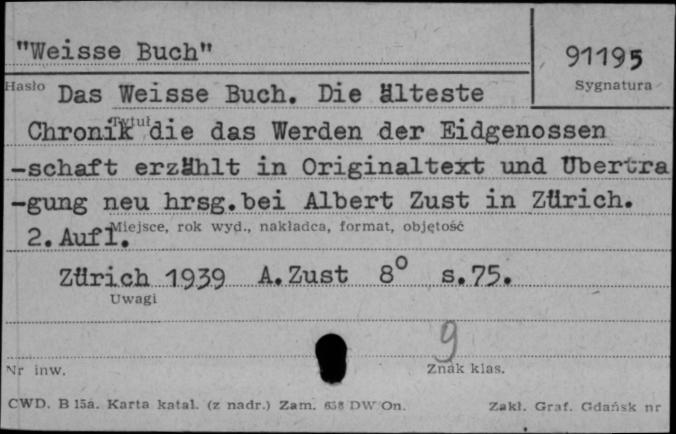 "Weisse Buch"
91195
Hasło
Sygnatura
Das Weisse Buch. Die älteste
Tytuł
Chronik die das Werden der Eidgenossen
-schaft erzählt in Originaltext und Übertra
-gung neu hrsg.bei Albert Zust in Zürich.
Miejsce, rok wyd., nakładca, format, objętość
2. Aufl.
Zürich 1939 A. Zust 8° s.75.
Uwagi
9
Nr inw.
Znak klas.
CWD. B 15a. Karta katal. (z nadr.) Zam. 658 DW On.
Zakł. Graf. Gdańsk nr